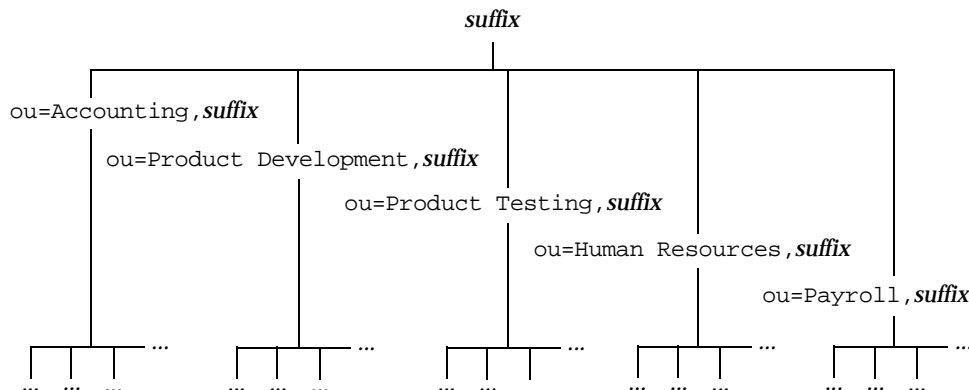 suffix
ou=Accounting,suffix
ou=Product Development,suffix
ou=Product Testing,suffix
ou=Human Resources,suffix
ou=Payroll,suffix
... ... ... ... ...
... ... ... ... ... ... ... ... ... ... ... ... ... ...